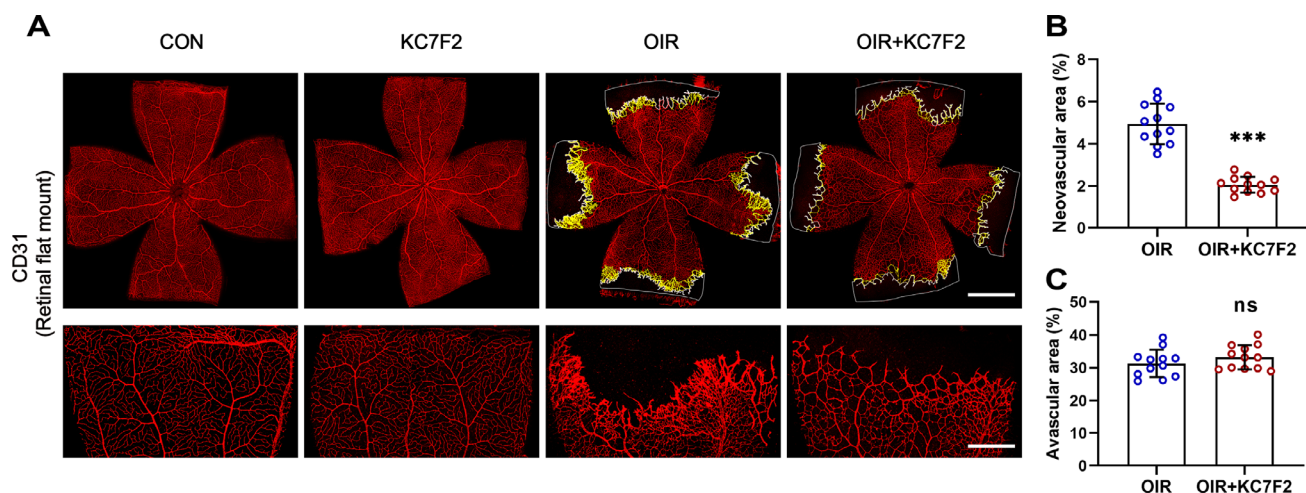 A
CON
KC7F2
OIR
OIR+KC7F2
CD31
(Retinal flat mount)
B
Neovascular area (%)
8
6
4
2
0
***
OIR
OIR+KC7F2
C
Avascular area (%)
50
40
30
20
10
0
ns
OIR
OIR+KC7F2